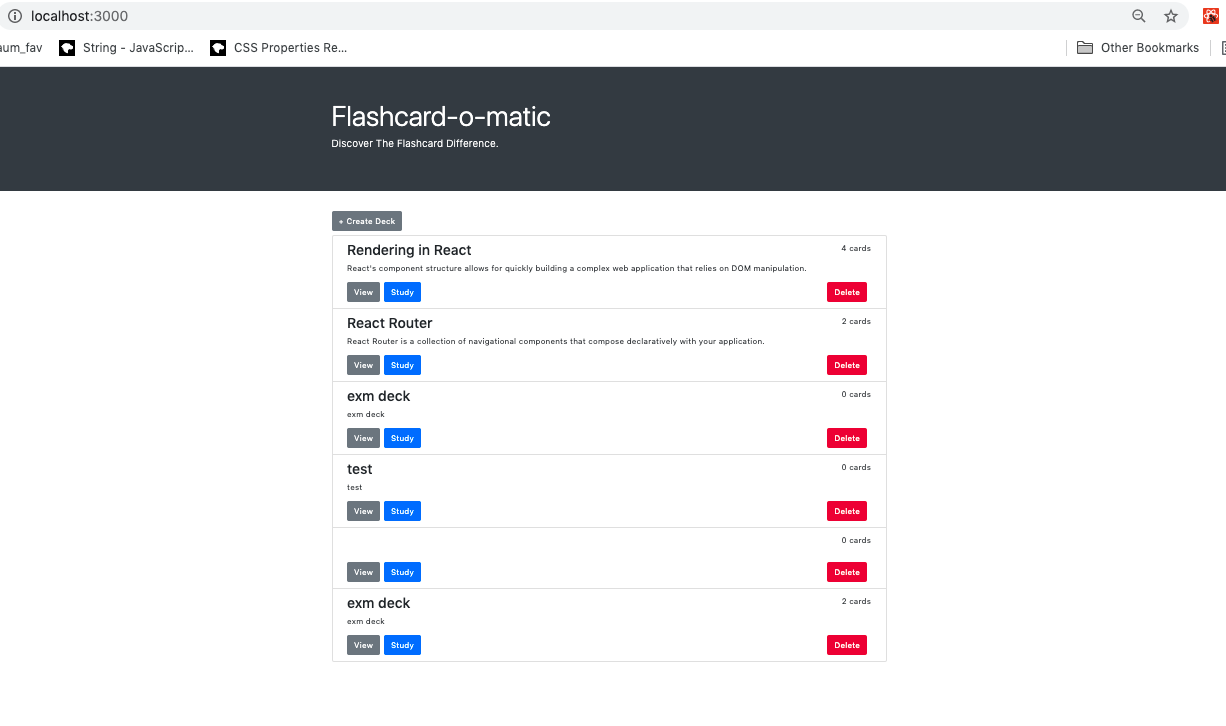 localhost:3000
aum_fav String - JavaScrip... CSS Properties Re... Other Bookmarks
Flashcard-o-matic
Discover The Flashcard Difference.
+ Create Deck
Rendering in React 4 cards
React's component structure allows for quickly building a complex web application that relies on DOM manipulation.
View Study Delete
React Router 2 cards
React Router is a collection of navigational components that compose declaratively with your application.
View Study Delete
exm deck 0 cards
exm deck
View Study Delete
test 0 cards
test
View Study Delete
0 cards
View Study Delete
exm deck 2 cards
exm deck
View Study Delete